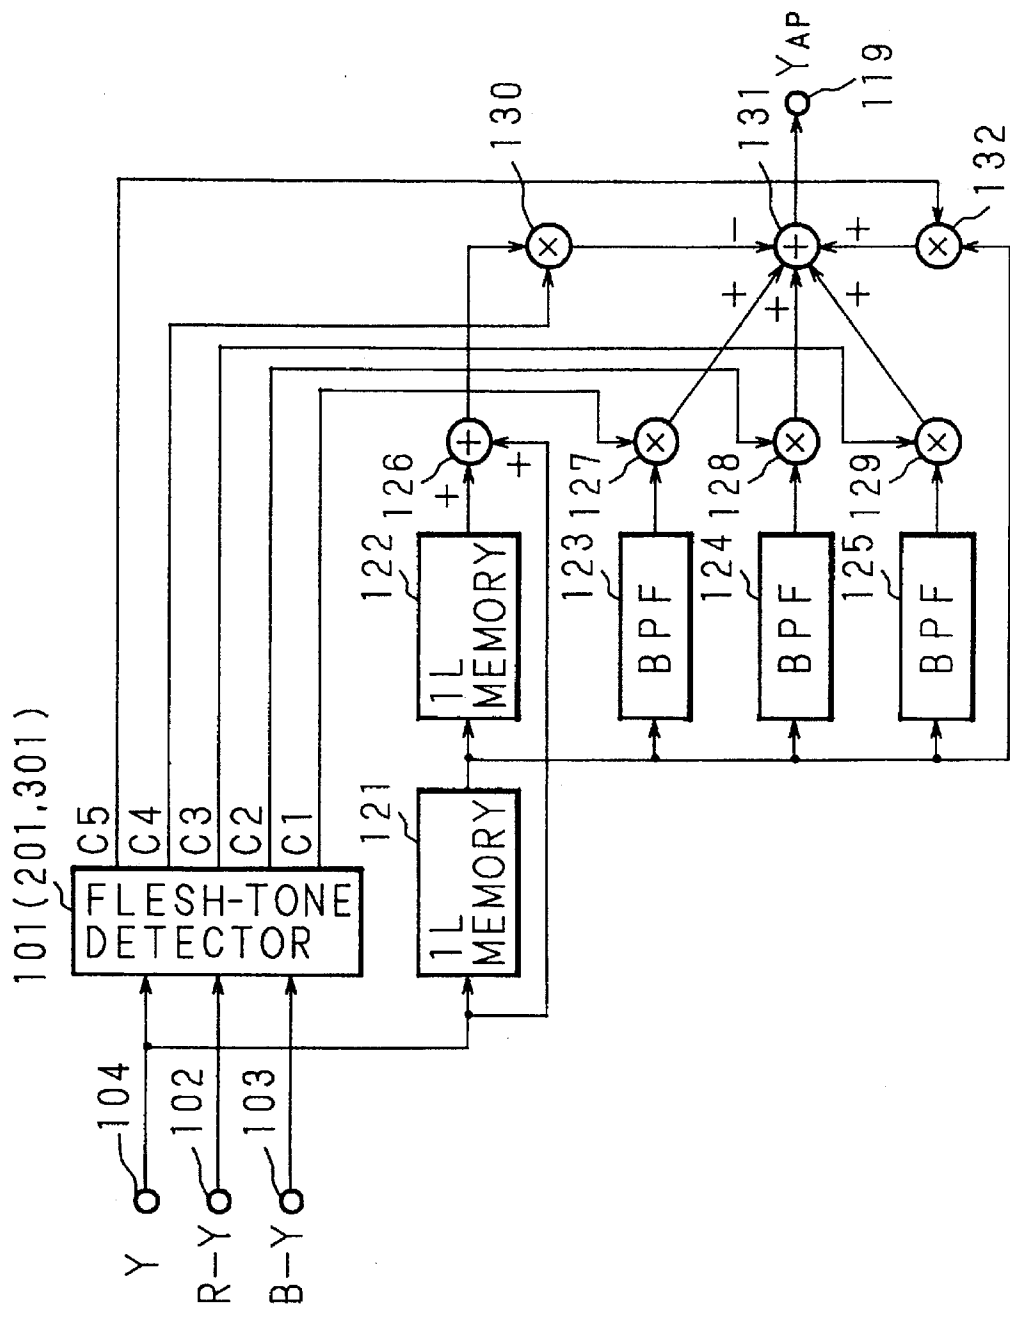 101(201,301)
FLESH-TONE
DETECTOR
C5
C4
C3
C2
C1
Y
104
R-Y
102
B-Y
103
121
1L
MEMORY
122
1L
MEMORY
126
+
+
+
130
×
123
BPF
127
×
124
BPF
128
×
125
BPF
129
×
131
+
−
+
+
+
+
132
×
YAP
119